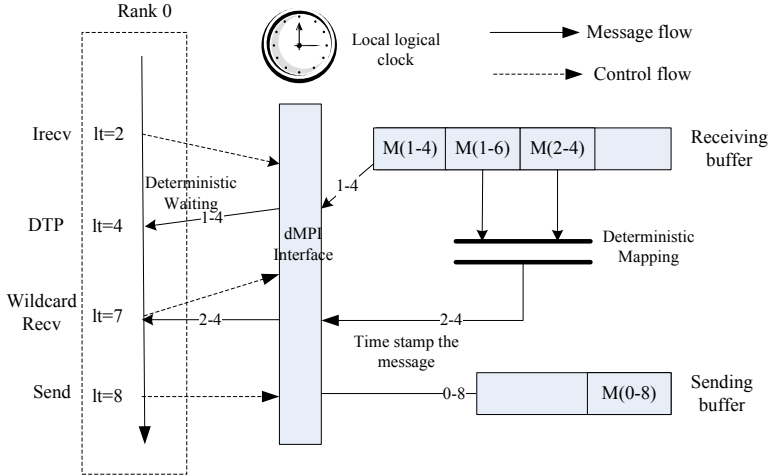 Rank 0
Local logical
clock
Message flow
Control flow
Irecv
lt=2
M(1-4)
M(1-6)
M(2-4)
Receiving
buffer
Deterministic
Waiting
1-4
1-4
DTP
lt=4
dMPI
Interface
Deterministic
Mapping
Wildcard
Recv
lt=7
2-4
2-4
Time stamp the
message
Send
lt=8
0-8
M(0-8)
Sending
buffer